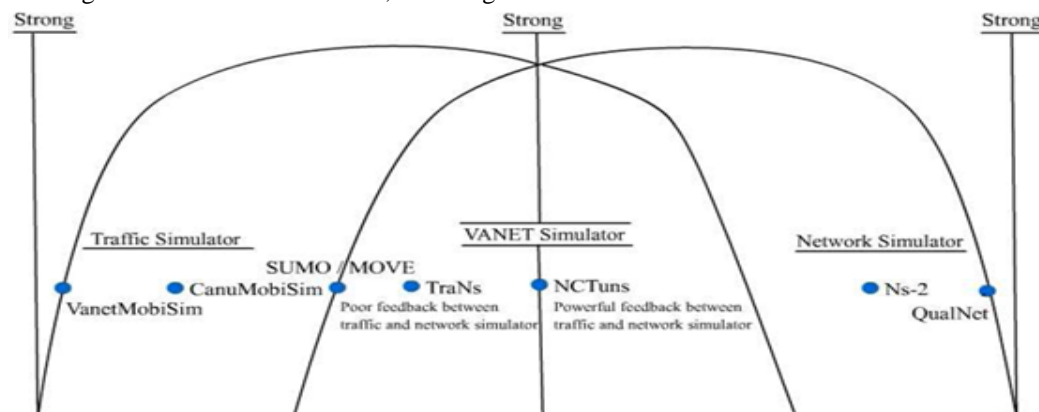 Strong
Strong
Strong
Traffic Simulator
VANET Simulator
Network Simulator
SUMO / MOVE
VanetMobiSim
CanuMobiSim
TraNs
NCTuns
Ns-2
QualNet
Poor feedback between
traffic and network simulator
Powerful feedback between
traffic and network simulator